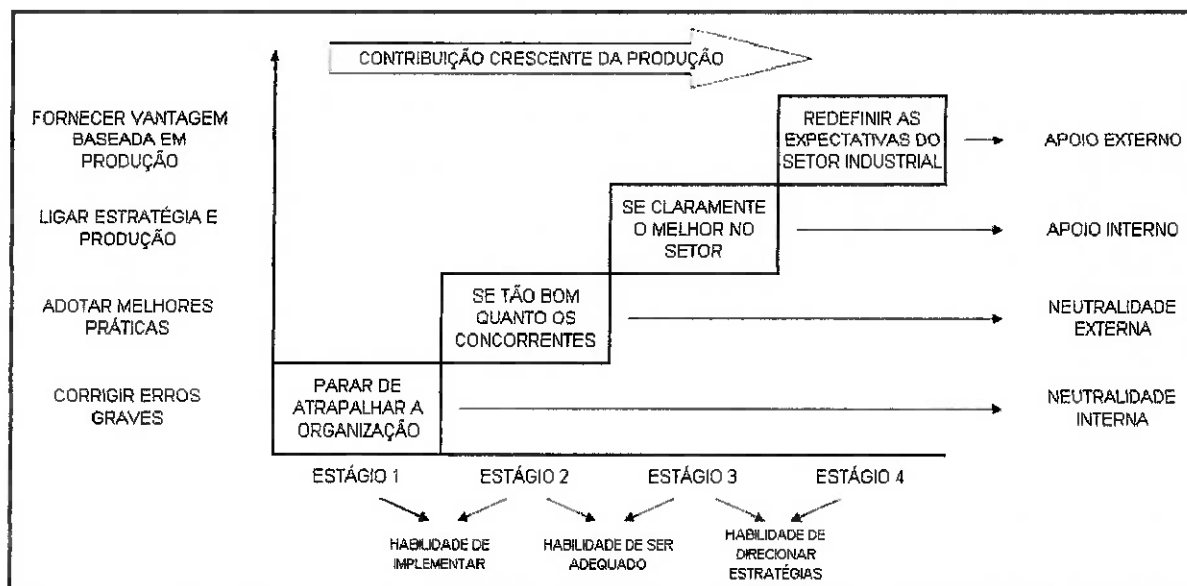 CONTRIBUIÇÃO CRESCENTE DA PRODUÇÃO
FORNECER VANTAGEM
BASEADA EM
PRODUÇÃO
REDEFINIR AS
EXPECTATIVAS DO
SETOR INDUSTRIAL
APOIO EXTERNO
LIGAR ESTRATÉGIA E
PRODUÇÃO
SE CLARAMENTE
O MELHOR NO
SETOR
APOIO INTERNO
ADOTAR MELHORES
PRÁTICAS
SE TÃO BOM
QUANTO OS
CONCORRENTES
NEUTRALIDADE
EXTERNA
CORRIGIR ERROS
GRAVES
PARAR DE
ATRAPALHAR A
ORGANIZAÇÃO
NEUTRALIDADE
INTERNA
ESTÁGIO 1
ESTÁGIO 2
ESTÁGIO 3
ESTÁGIO 4
HABILIDADE DE
IMPLEMENTAR
HABILIDADE DE SER
ADEQUADO
HABILIDADE DE
DIRECIONAR
ESTRATÉGIAS